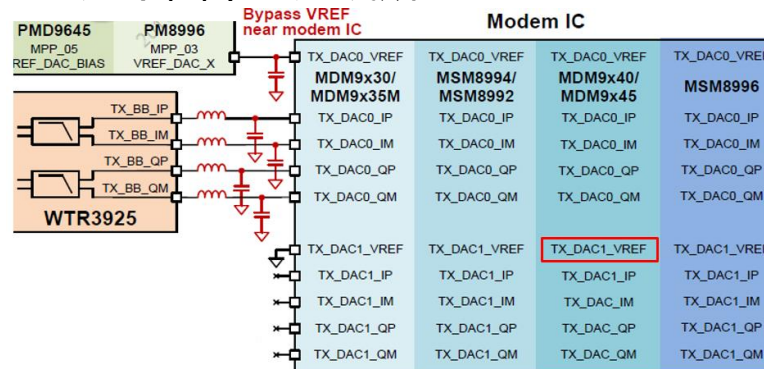 Bypass VREF
near modem IC
Modem IC
PMD9645
MPP_05
REF_DAC_BIAS
PM8996
MPP_03
VREF_DAC_X
TX_DAC0_VREF TX_DAC0_VREF TX_DAC0_VREF TX_DAC0_VREF
MDM9x30/
MDM9x35M
MSM8994/
MSM8992
MDM9x40/
MDM9x45
MSM8996
TX_BB_IP
TX_BB_IM
TX_BB_QP
TX_BB_QM
WTR3925
TX_DAC0_IP TX_DAC0_IP TX_DAC0_IP TX_DAC0_IP
TX_DAC0_IM TX_DAC0_IM TX_DAC0_IM TX_DAC0_IM
TX_DAC0_QP TX_DAC0_QP TX_DAC0_QP TX_DAC0_QP
TX_DAC0_QM TX_DAC0_QM TX_DAC0_QM TX_DAC0_QM
TX_DAC1_VREF TX_DAC1_VREF TX_DAC1_VREF TX_DAC1_VREF
TX_DAC1_IP TX_DAC1_IP TX_DAC1_IP TX_DAC1_IP
TX_DAC1_IM TX_DAC1_IM TX_DAC_IM TX_DAC1_IM
TX_DAC1_QP TX_DAC1_QP TX_DAC_QP TX_DAC1_QP
TX_DAC1_QM TX_DAC1_QM TX_DAC_QM TX_DAC1_QM